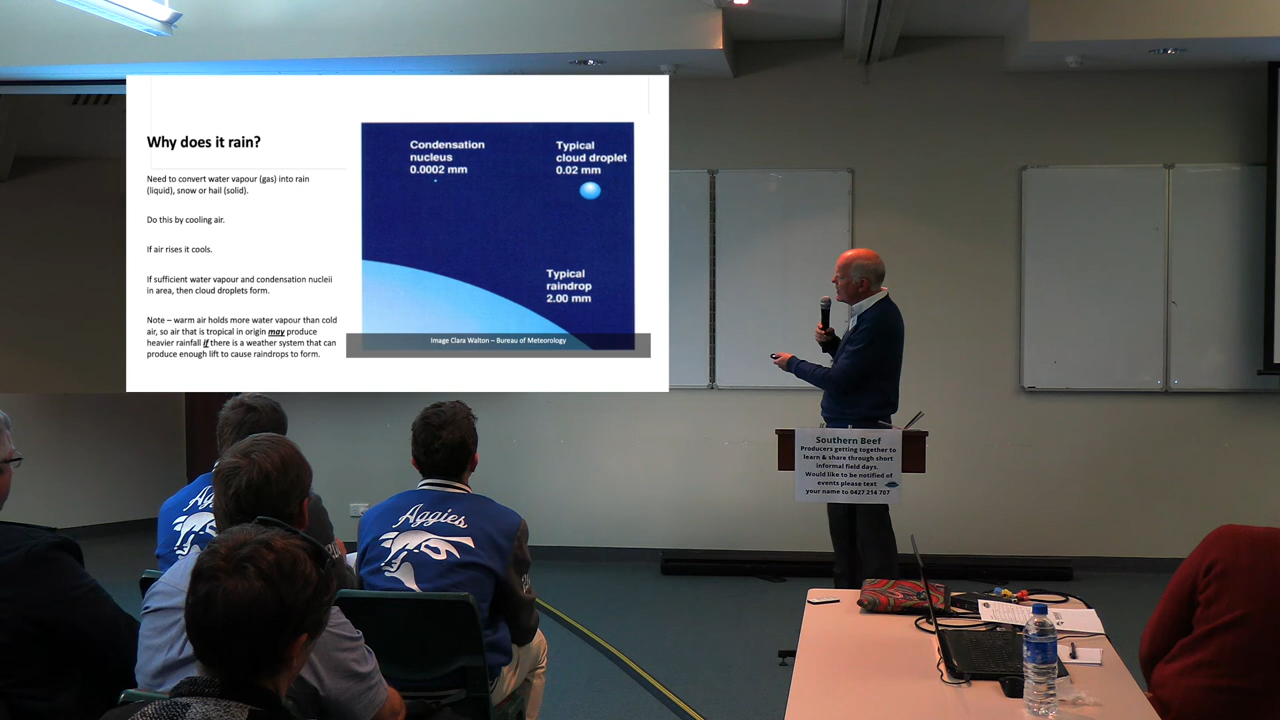 Why does it rain?
Need to convert water vapour (gas) into rain
(liquid), snow or hail (solid).
Do this by cooling air.
If air rises it cools.
If sufficient water vapour and condensation nucleii
in area, then cloud droplets form.
Note – warm air holds more water vapour than cold
air, so air that is tropical in origin may produce
heavier rainfall if there is a weather system that can
produce enough lift to cause raindrops to form.
Condensation
nucleus
0.0002 mm
Typical
cloud droplet
0.02 mm
Typical
raindrop
2.00 mm
Image Clara Walton – Bureau of Meteorology
Southern Beef
Producers getting together to
learn & share through short
informal field days.
Would like to be notified of
events please text
your name to 0427 214 707
Aggies